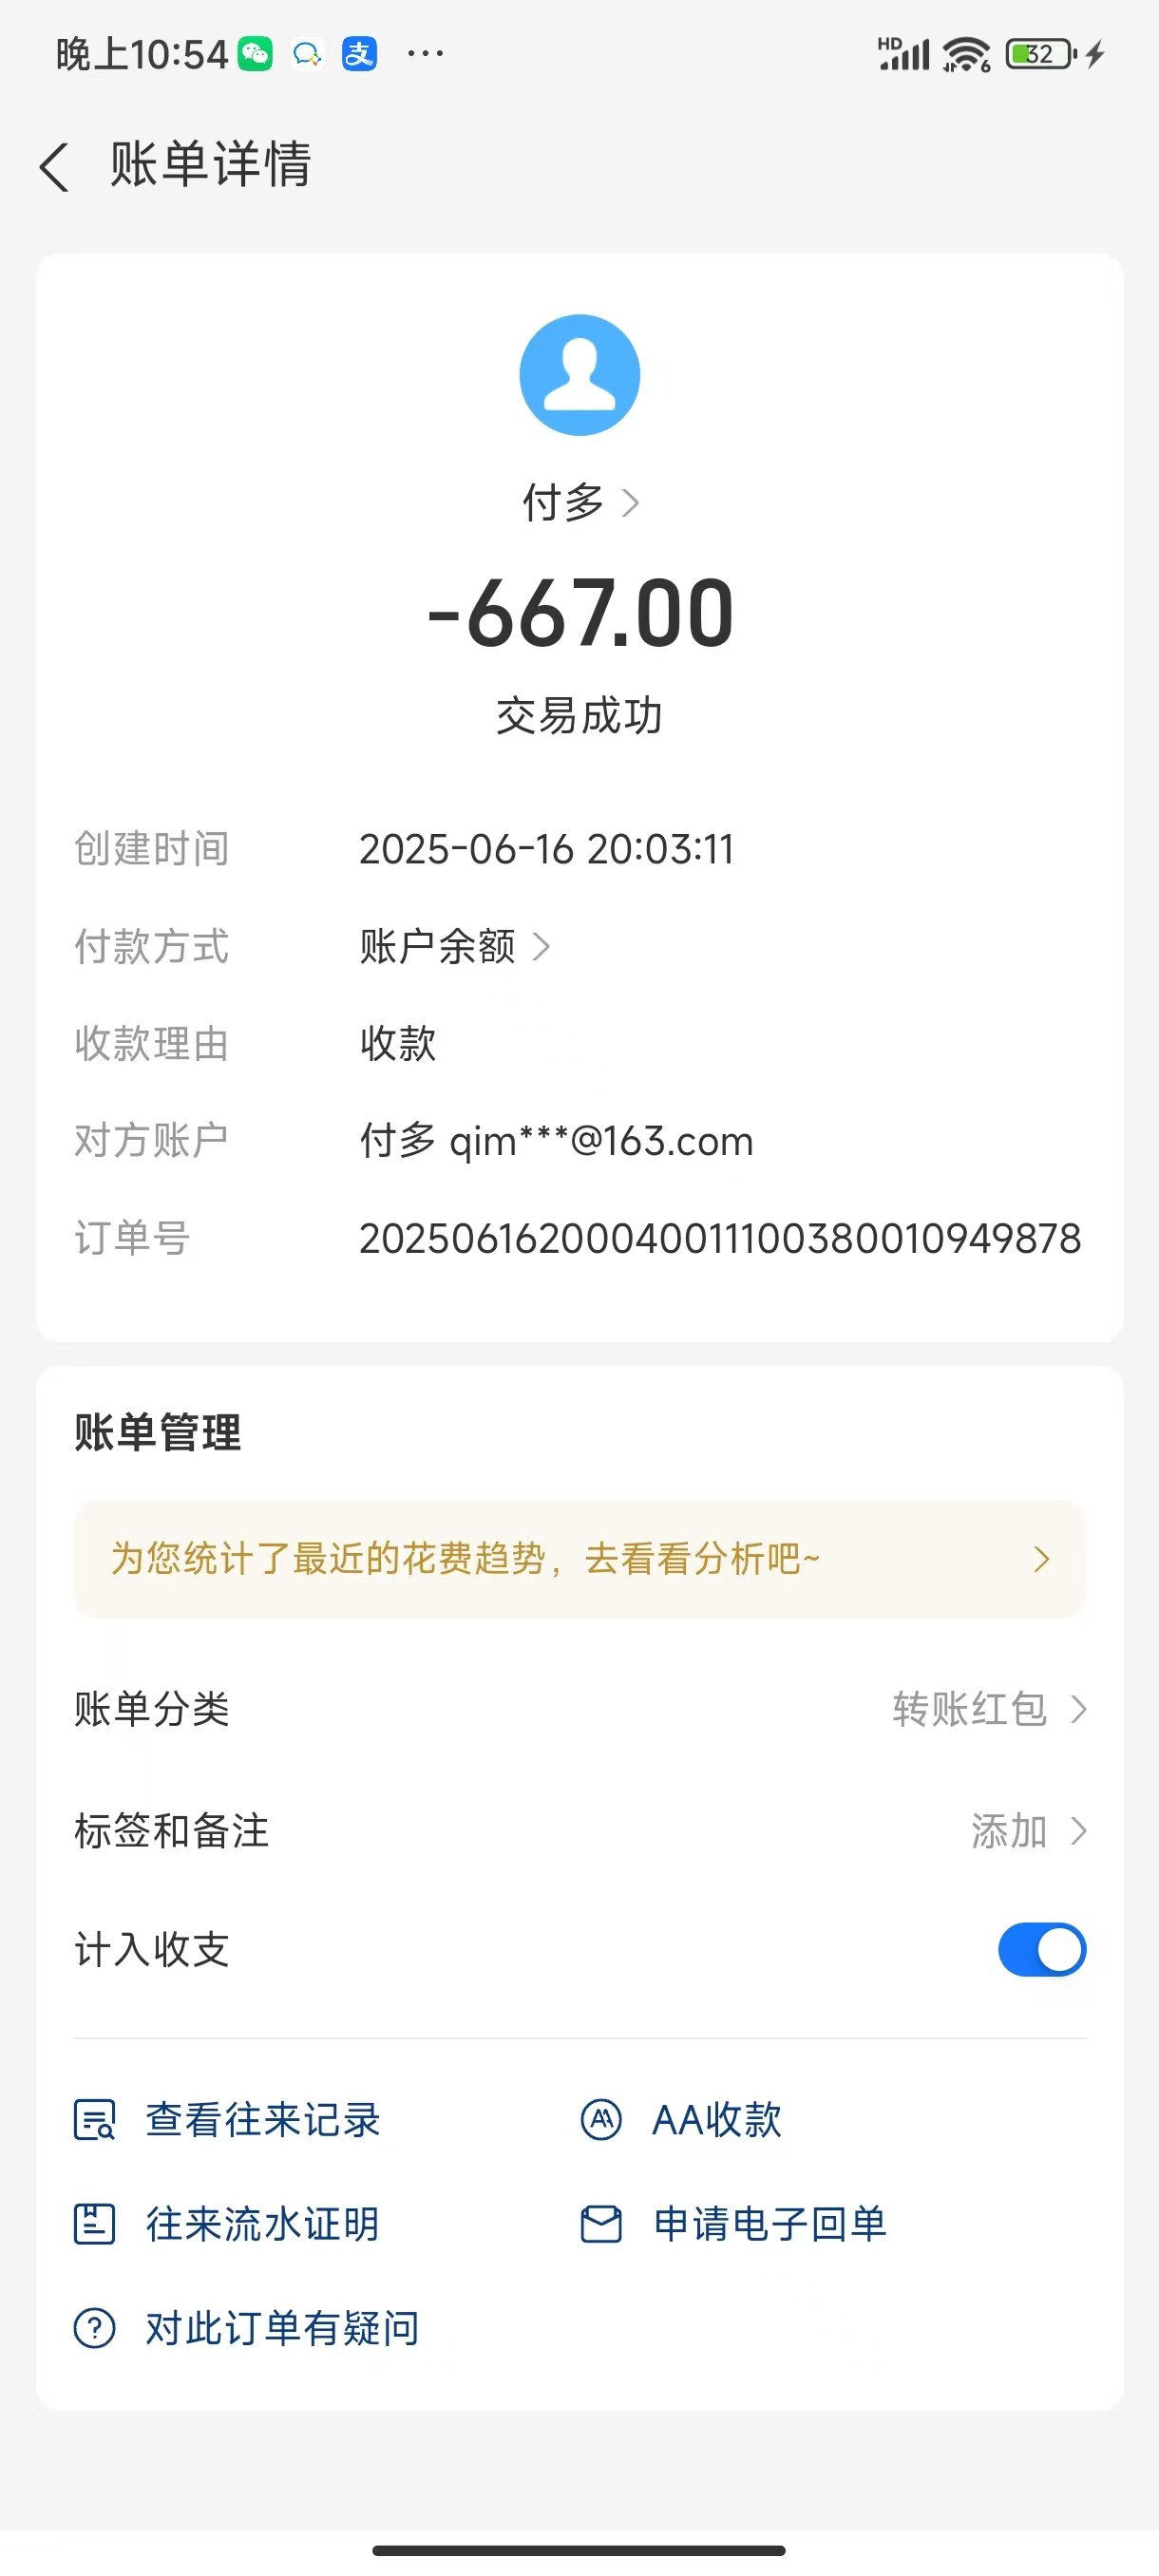 晚上10:54 支 ··· HD 6 32
账单详情
付多
-667.00
交易成功
创建时间 2025-06-16 20:03:11
付款方式 账户余额
收款理由 收款
对方账户 付多 qim***@163.com
订单号 20250616200040011100380010949878
账单管理
为您统计了最近的花费趋势，去看看分析吧~
账单分类 转账红包
标签和备注 添加
计入收支
查看往来记录 AA收款
往来流水证明 申请电子回单
对此订单有疑问